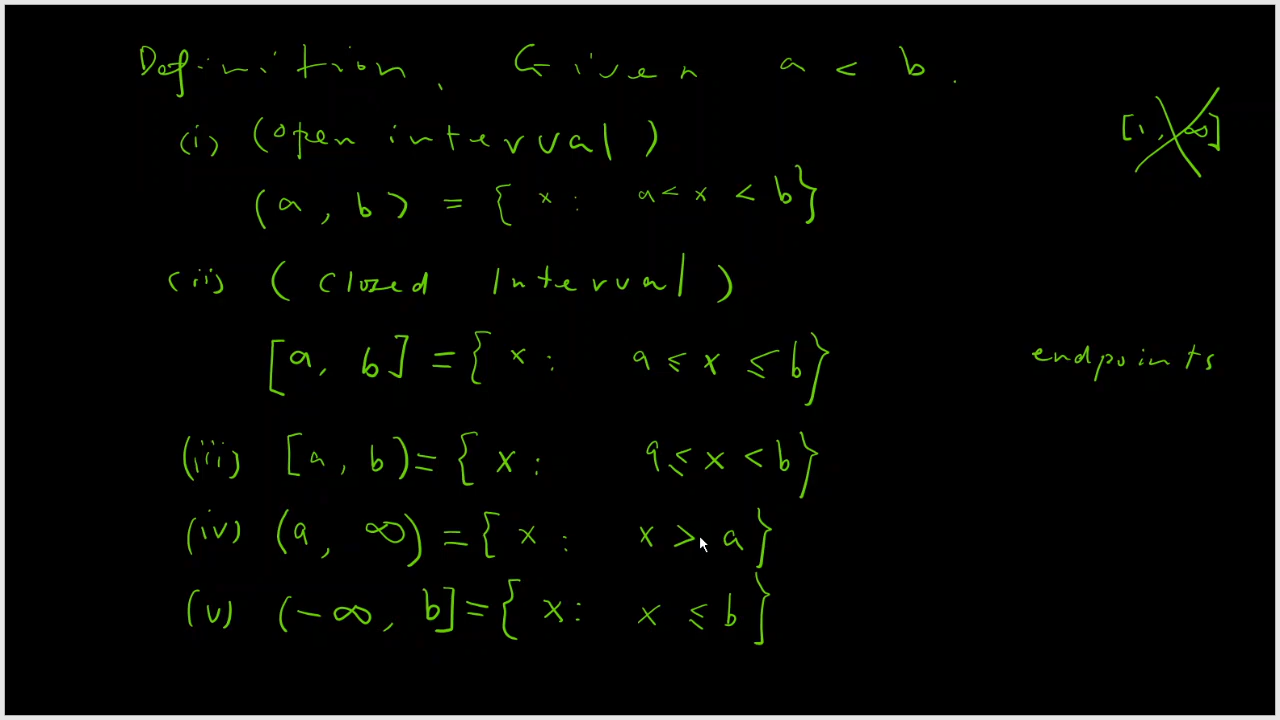 Definition. Given a < b.
[1, ∞]
(i) (open interval)
(a, b) = { x : a < x < b}
(ii) (Closed Interval)
[a, b] = { x : a ≤ x ≤ b}
endpoints
(iii) [a, b) = { x : a ≤ x < b}
(iv) (a, ∞) = { x : x > a}
(v) (-∞, b] = { x : x ≤ b}